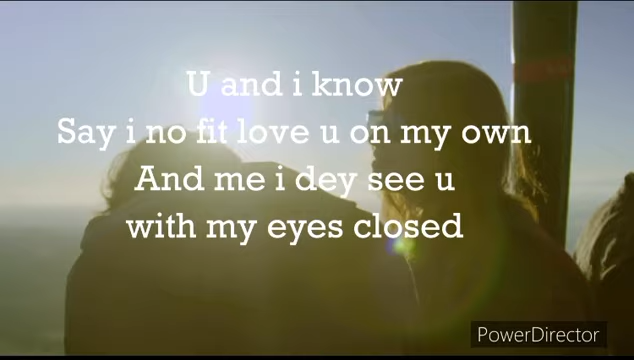 U and i know
Say i no fit love u on my own
And me i dey see u
with my eyes closed
PowerDirector